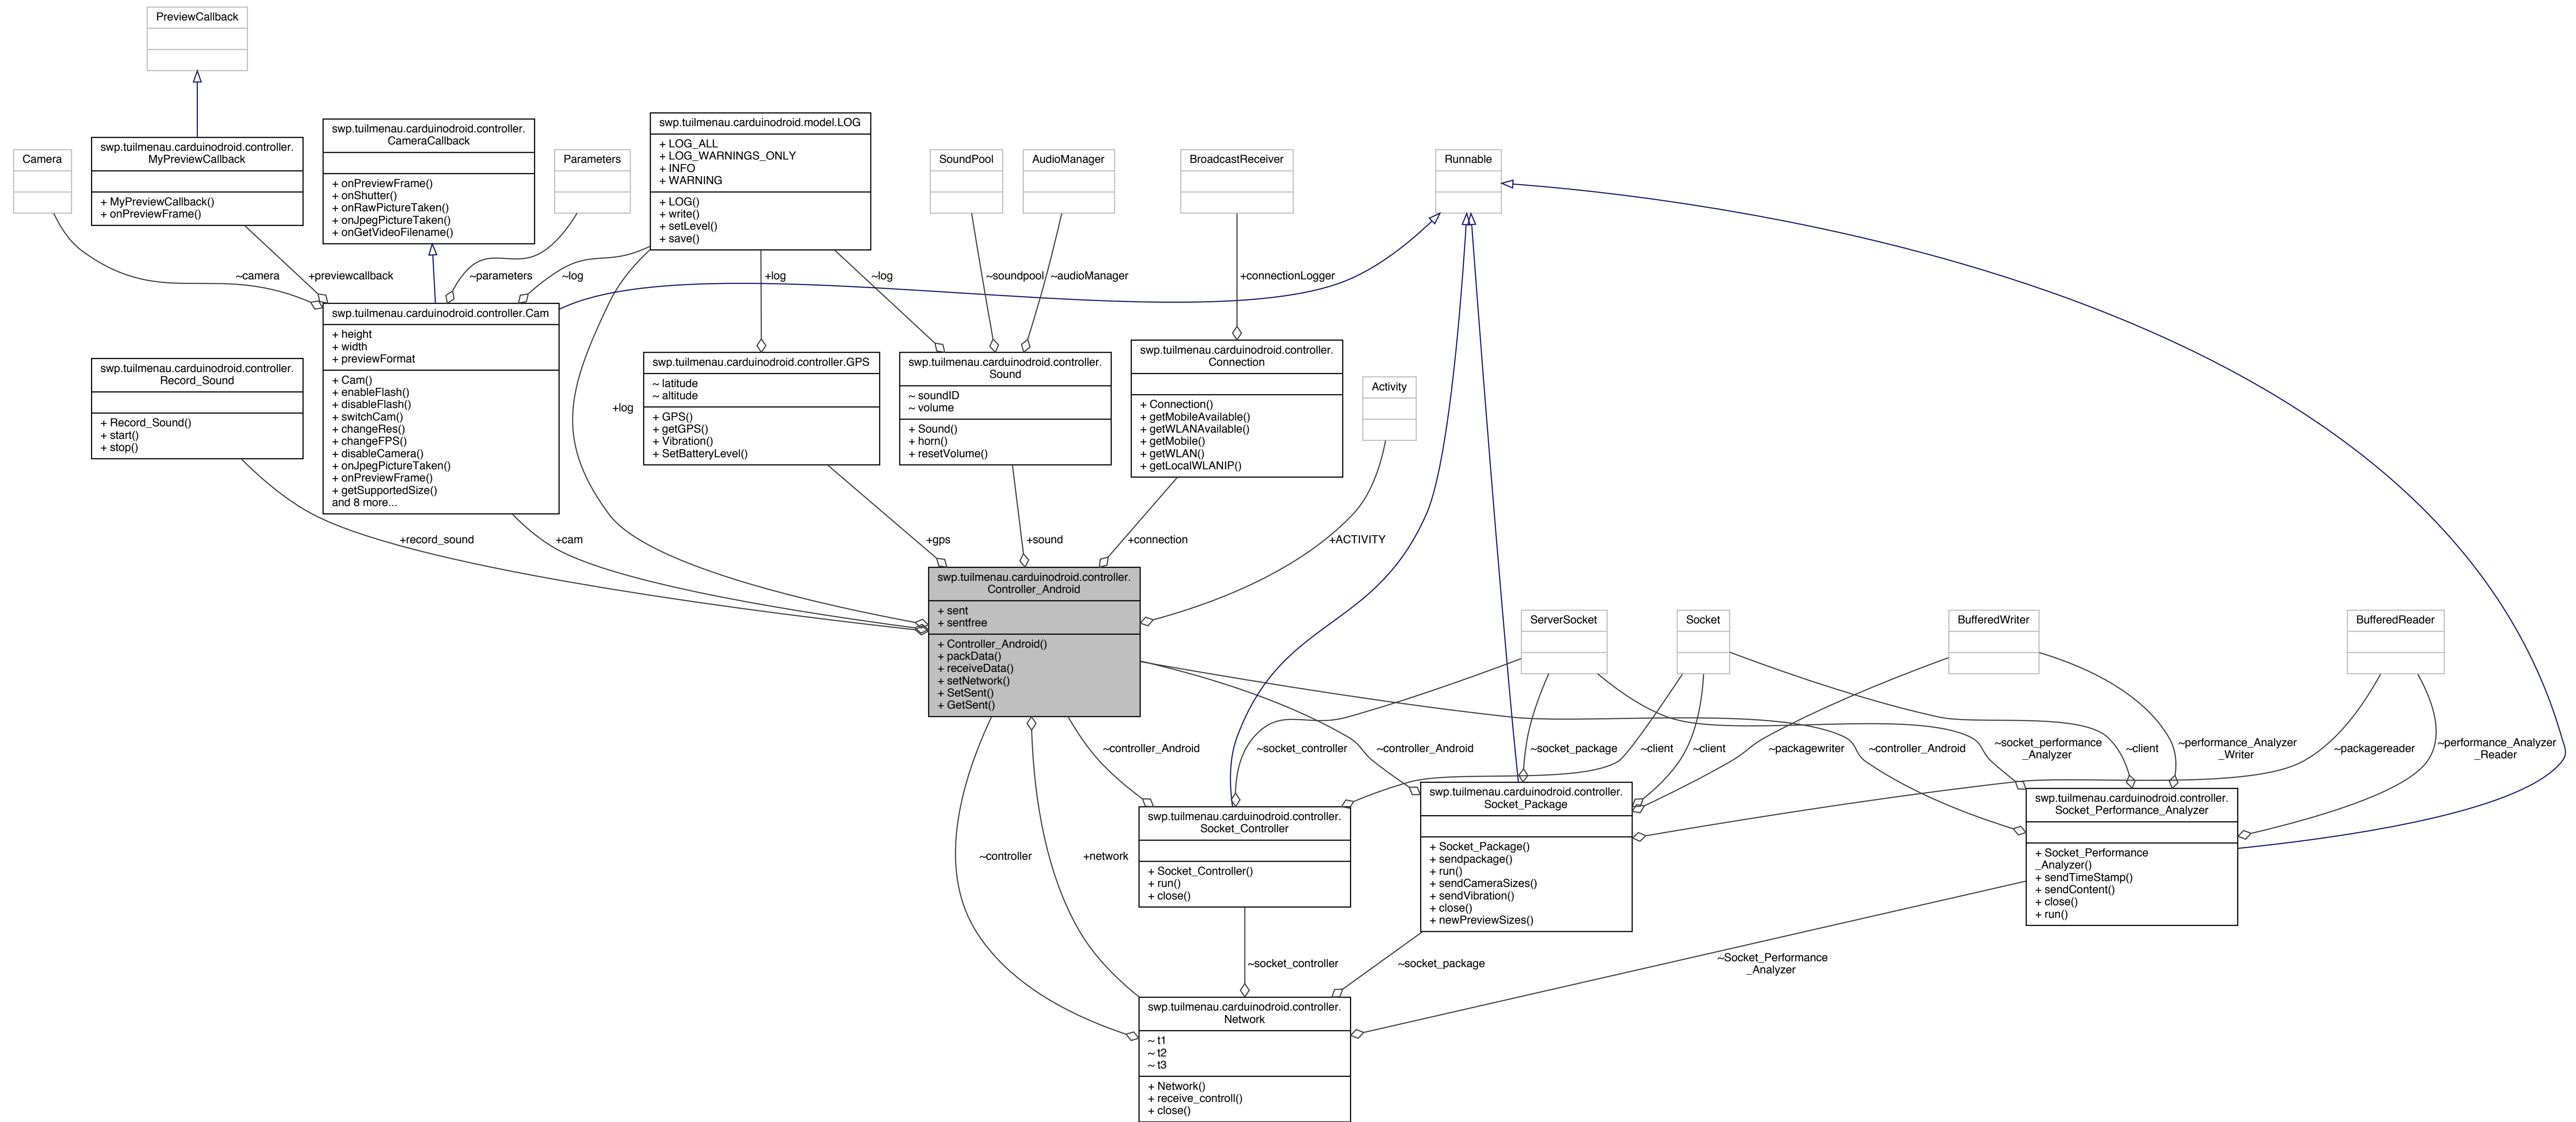 PreviewCallback
swp.tuilmenau.carduinodroid.controller.
MyPreviewCallback
+ MyPreviewCallback()
+ onPreviewFrame()
swp.tuilmenau.carduinodroid.controller.
CameraCallback
+ onPreviewFrame()
+ onShutter()
+ onRawPictureTaken()
+ onJpegPictureTaken()
+ onGetVideoFilename()
swp.tuilmenau.carduinodroid.model.LOG
+ LOG_ALL
+ LOG_WARNINGS_ONLY
+ INFO
+ WARNING
+ LOG()
+ write()
+ setLevel()
+ save()
Camera
Parameters
SoundPool
AudioManager
BroadcastReceiver
Runnable
~camera
+previewcallback
~parameters
~log
+log
~log
~soundpool
~audioManager
+connectionLogger
swp.tuilmenau.carduinodroid.controller.
Record_Sound
+ Record_Sound()
+ start()
+ stop()
swp.tuilmenau.carduinodroid.controller.Cam
+ height
+ width
+ previewFormat
+ Cam()
+ enableFlash()
+ disableFlash()
+ switchCam()
+ changeRes()
+ changeFPS()
+ disableCamera()
+ onJpegPictureTaken()
+ onPreviewFrame()
+ getSupportedSize()
and 8 more...
+log
swp.tuilmenau.carduinodroid.controller.GPS
~ latitude
~ altitude
+ GPS()
+ getGPS()
+ Vibration()
+ SetBatteryLevel()
swp.tuilmenau.carduinodroid.controller.
Sound
~ soundID
~ volume
+ Sound()
+ horn()
+ resetVolume()
swp.tuilmenau.carduinodroid.controller.
Connection
+ Connection()
+ getMobileAvailable()
+ getWLANAvailable()
+ getMobile()
+ getWLAN()
+ getLocalWLANIP()
Activity
+record_sound
+cam
+gps
+sound
+connection
+ACTIVITY
swp.tuilmenau.carduinodroid.controller.
Controller_Android
+ sent
+ sentfree
+ Controller_Android()
+ packData()
+ receiveData()
+ setNetwork()
+ SetSent()
+ GetSent()
ServerSocket
Socket
BufferedWriter
BufferedReader
~controller_Android
~socket_controller
~controller_Android
~socket_package
~client
~client
~packagewriter
~controller_Android
~socket_performance
_Analyzer
~client
~performance_Analyzer
_Writer
~packagereader
~performance_Analyzer
_Reader
~controller
+network
swp.tuilmenau.carduinodroid.controller.
Socket_Controller
+ Socket_Controller()
+ run()
+ close()
swp.tuilmenau.carduinodroid.controller.
Socket_Package
+ Socket_Package()
+ sendpackage()
+ run()
+ sendCameraSizes()
+ sendVibration()
+ close()
+ newPreviewSizes()
swp.tuilmenau.carduinodroid.controller.
Socket_Performance_Analyzer
+ Socket_Performance
_Analyzer()
+ sendTimeStamp()
+ sendContent()
+ close()
+ run()
~socket_controller
~socket_package
~Socket_Performance
_Analyzer
swp.tuilmenau.carduinodroid.controller.
Network
~ t1
~ t2
~ t3
+ Network()
+ receive_controll()
+ close()